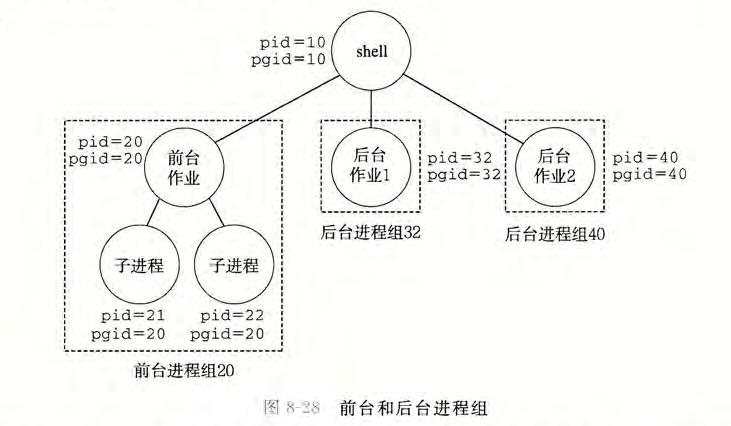 pid=10
pgid=10
shell
pid=20
pgid=20
前台
作业
后台
作业1
pid=32
pgid=32
后台
作业2
pid=40
pgid=40
子进程
子进程
后台进程组32
后台进程组40
pid=21
pgid=20
pid=22
pgid=20
前台进程组20
图 8-28 前台和后台进程组